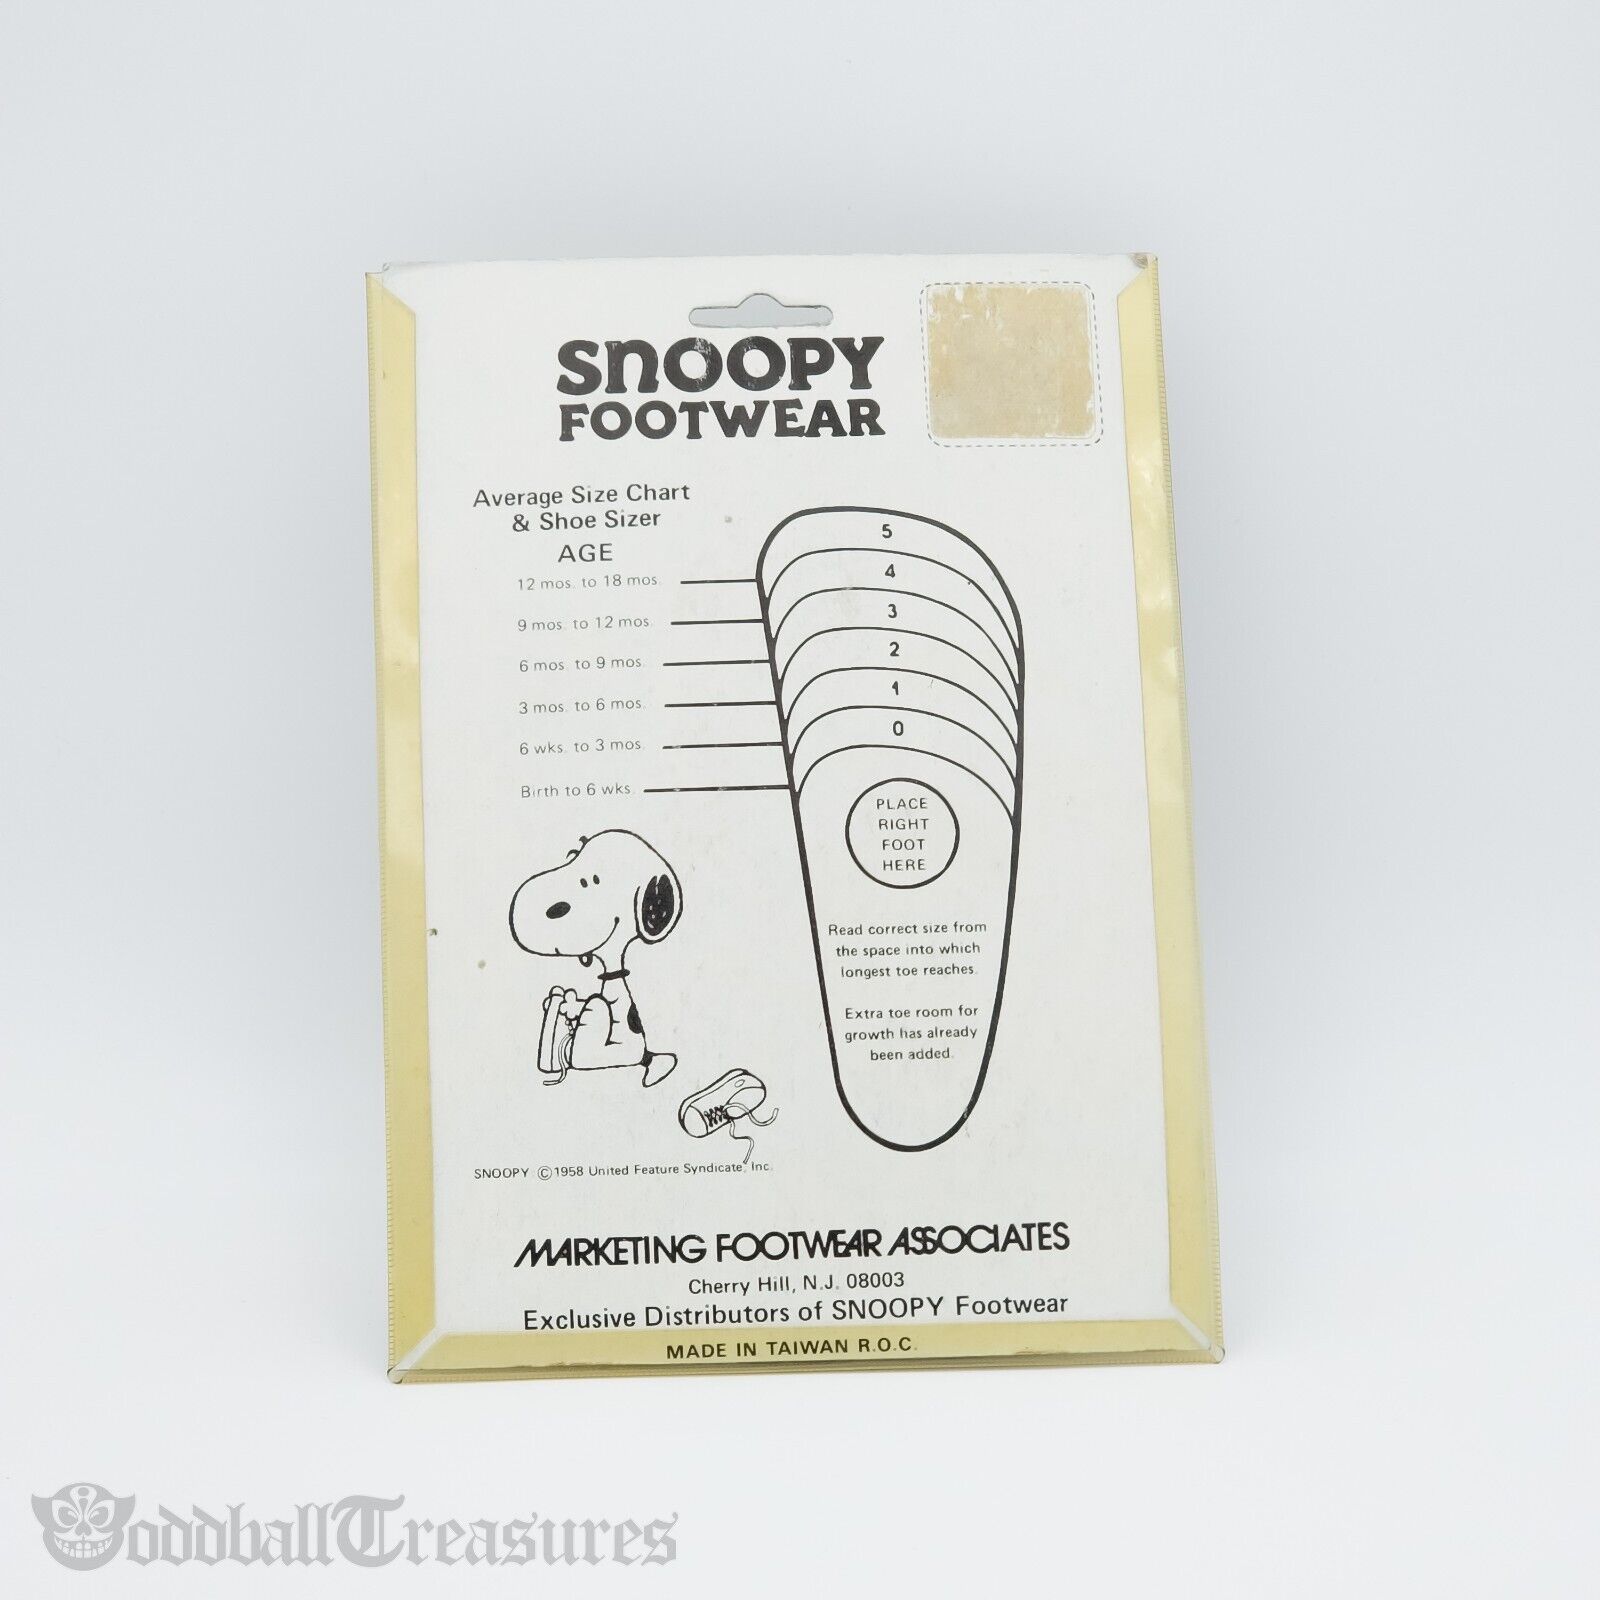 SNOOPY
FOOTWEAR
Average Size Chart
& Shoe Sizer
AGE
12 mos. to 18 mos.
9 mos. to 12 mos.
6 mos. to 9 mos.
3 mos. to 6 mos.
6 wks. to 3 mos.
Birth to 6 wks.
5
4
3
2
1
0
PLACE
RIGHT
FOOT
HERE
Read correct size from
the space into which
longest toe reaches.
Extra toe room for
growth has already
been added.
SNOOPY ©1958 United Feature Syndicate, Inc.
MARKETING FOOTWEAR ASSOCIATES
Cherry Hill, N.J. 08003
Exclusive Distributors of SNOOPY Footwear
MADE IN TAIWAN R.O.C.
Oddball Treasures